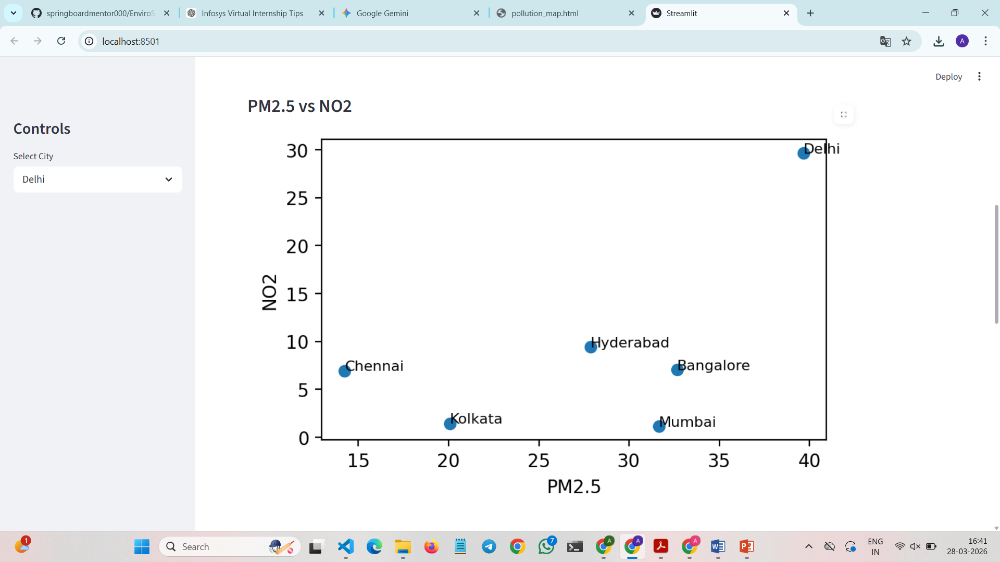 springboardmentor000/EnviroS
Infosys Virtual Internship Tips
Google Gemini
pollution_map.html
Streamlit
localhost:8501
A
Deploy
Controls
Select City
Delhi
PM2.5 vs NO2
30
25
20
15
10
5
0
NO2
Delhi
Hyderabad
Chennai
Bangalore
Kolkata
Mumbai
15 20 25 30 35 40
PM2.5
1
Search
7
A
A
A
ENG
IN
16:41
28-03-2026